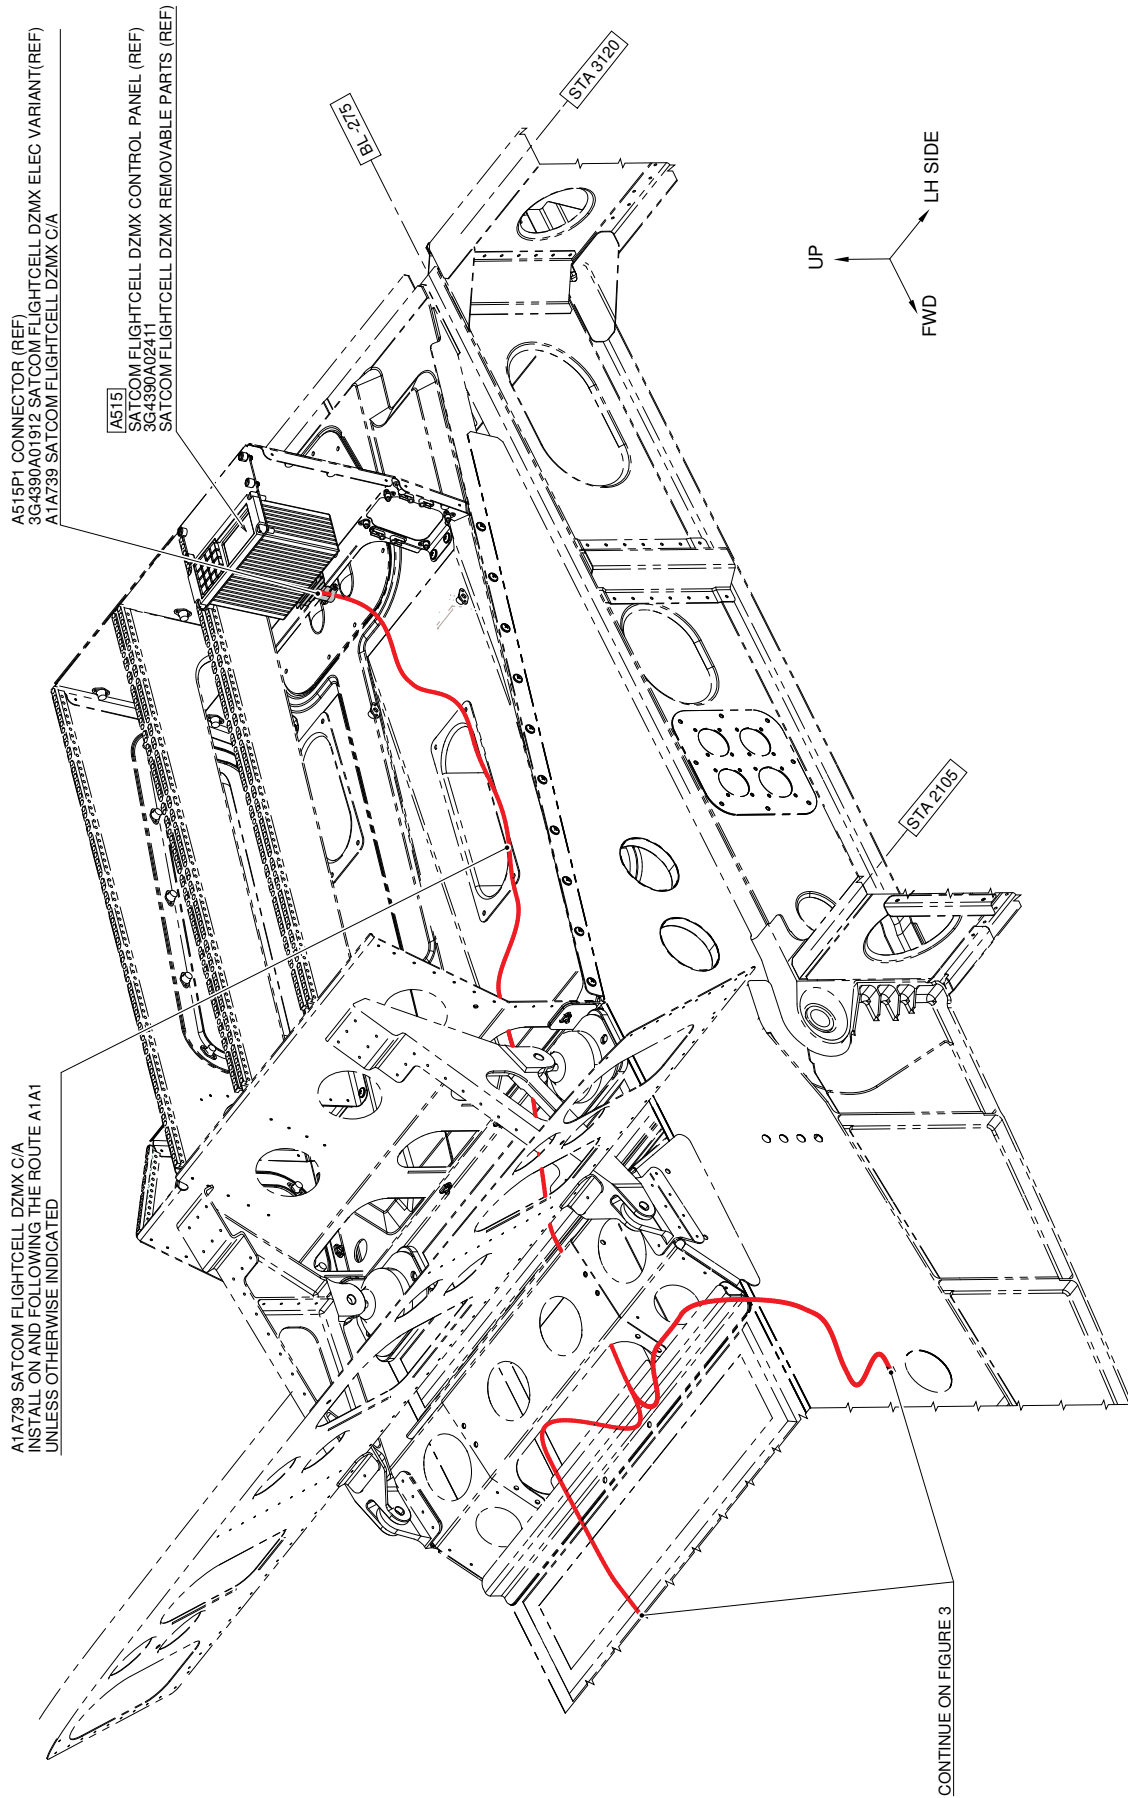 A515P1 CONNECTOR (REF)
3G4390A01912 SATCOM FLIGHTCELL DZMX ELEC VARIANT(REF)
A1A739 SATCOM FLIGHTCELL DZMX C/A
A515
SATCOM FLIGHTCELL DZMX CONTROL PANEL (REF)
3G4390A02411
SATCOM FLIGHTCELL DZMX REMOVABLE PARTS (REF)
BL -275
STA 3120
A1A739 SATCOM FLIGHTCELL DZMX C/A
INSTALL ON AND FOLLOWING THE ROUTE A1A1
UNLESS OTHERWISE INDICATED
UP
LH SIDE
FWD
STA 2105
CONTINUE ON FIGURE 3